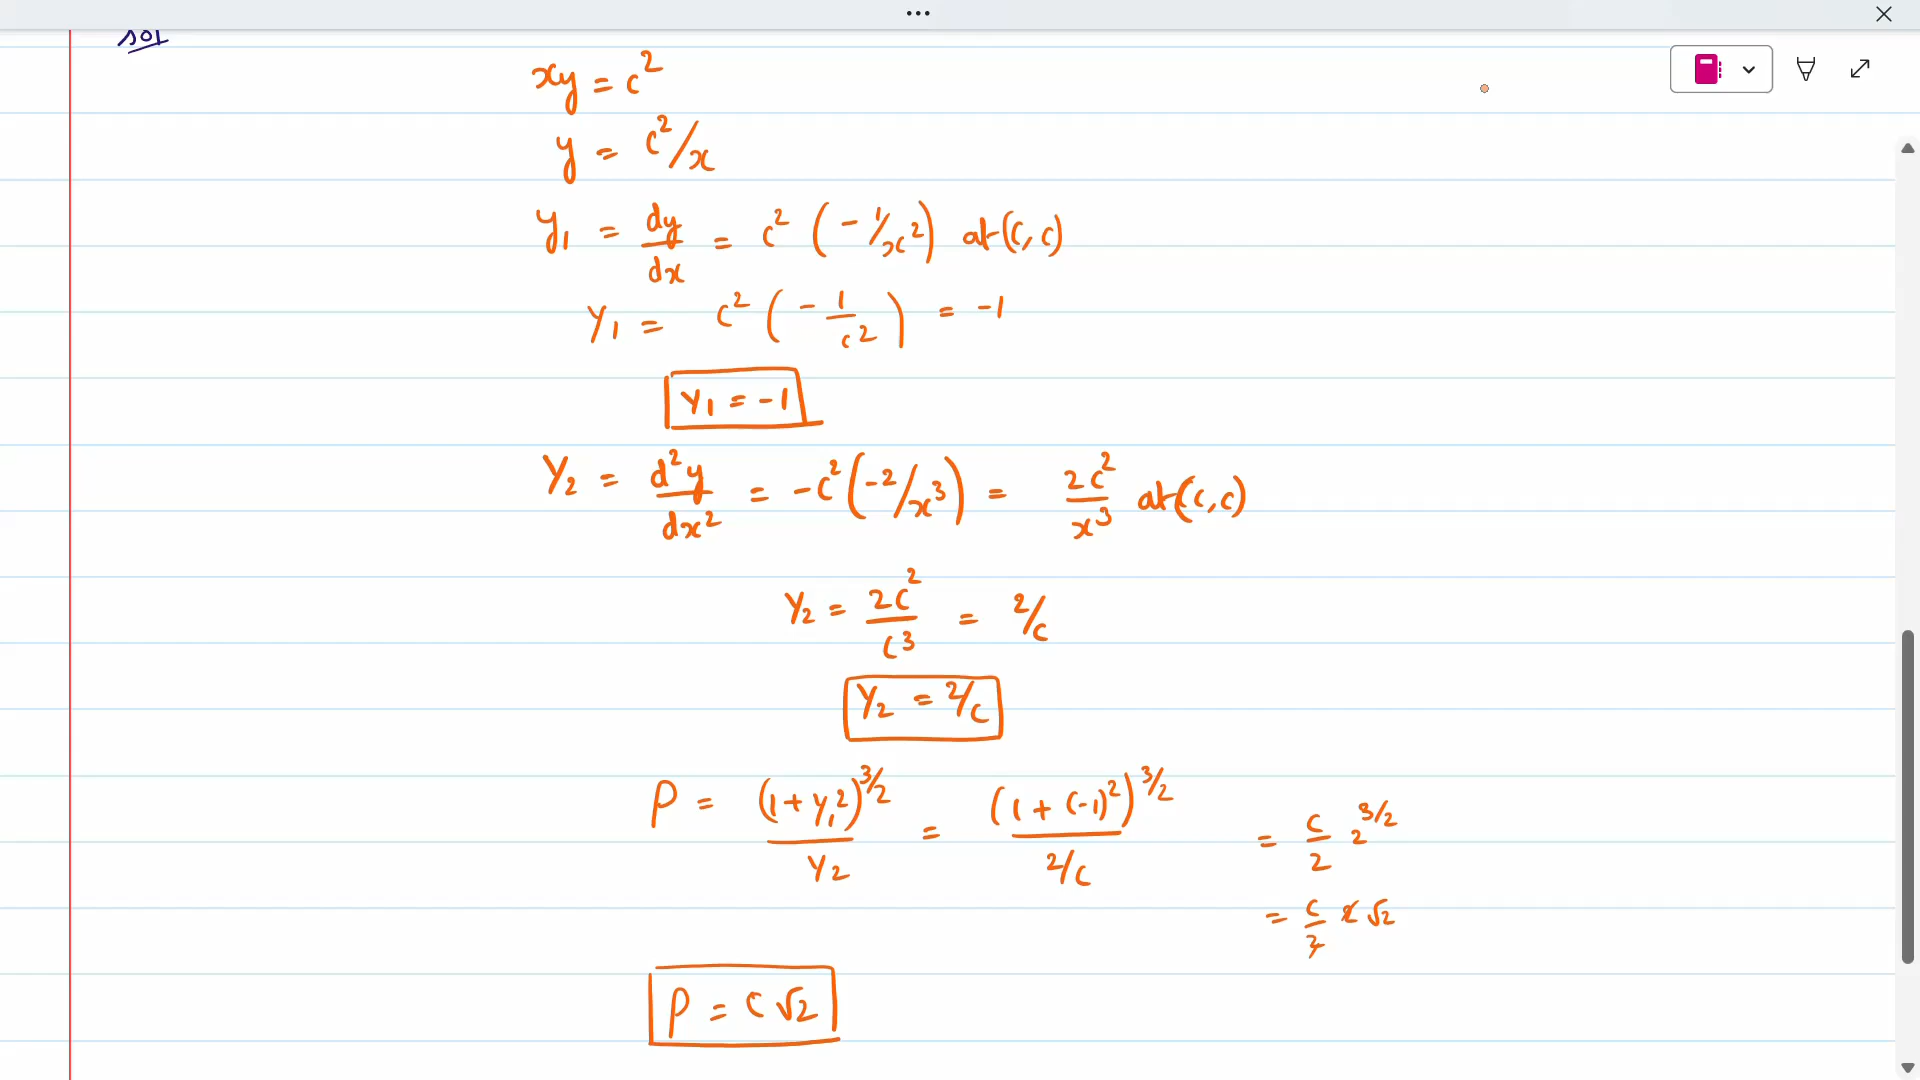 sol
xy = c²
y = c²/x
y₁ = dy/dx = c² (-1/x²) at (c, c)
y₁ = c² (-1/c²) = -1
y₁ = -1
y₂ = d²y/dx² = -c² (-2/x³) = 2c²/x³ at (c, c)
y₂ = 2c²/c³ = 2/c
y₂ = 2/c
ρ = (1 + y₁²)^3/2 / y₂ = (1 + (-1)²)^3/2 / 2/c = c/2 2^3/2
= c/2 2 √2
ρ = c √2